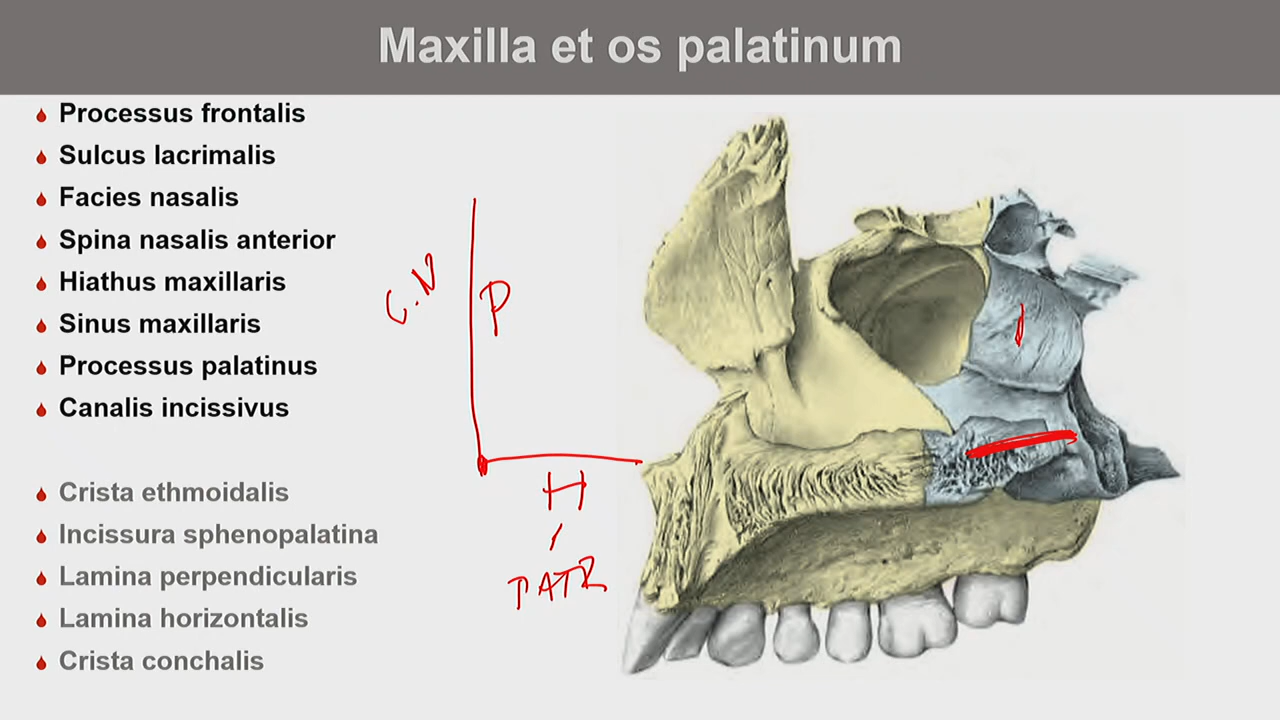 Maxilla et os palatinum
Processus frontalis
Sulcus lacrimalis
Facies nasalis
Spina nasalis anterior
Hiathus maxillaris
Sinus maxillaris
Processus palatinus
Canalis incissivus
Crista ethmoidalis
Incissura sphenopalatina
Lamina perpendicularis
Lamina horizontalis
Crista conchalis
C.N
P
H
PATR